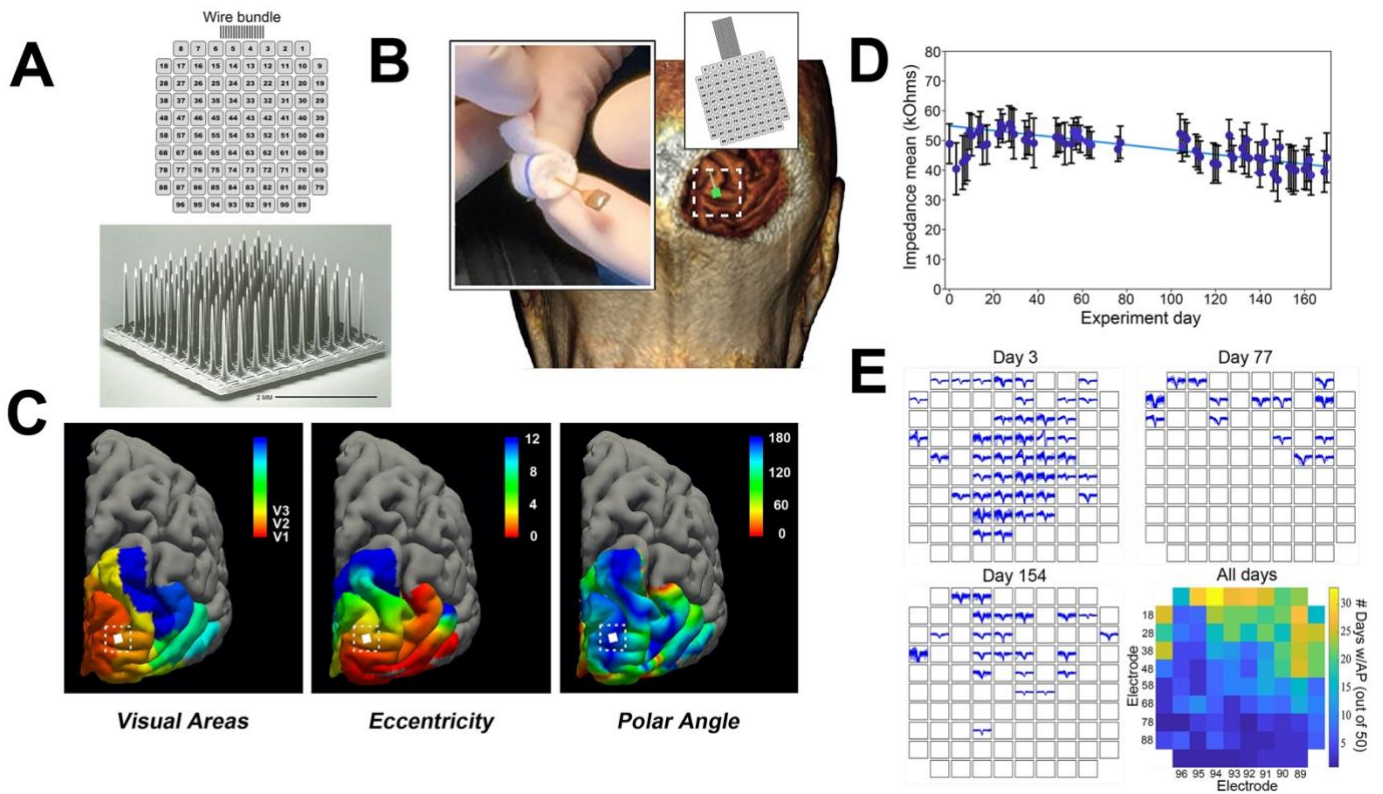 A
Wire bundle
8 7 6 5 4 3 2 1
18 17 16 15 14 13 12 11 10 9
28 27 26 25 24 23 22 21 20 19
38 37 36 35 34 33 32 31 30 29
48 47 46 45 44 43 42 41 40 39
58 57 56 55 54 53 52 51 50 49
68 67 66 65 64 63 62 61 60 59
78 77 76 75 74 73 72 71 70 69
88 87 86 85 84 83 82 81 80 79
96 95 94 93 92 91 90 89
2 MM
B
C
V3
V2
V1
Visual Areas
12
8
4
0
Eccentricity
180
120
60
0
Polar Angle
D
Impedance mean (kOhms)
80
70
60
50
40
30
20
10
0
0 20 40 60 80 100 120 140 160
Experiment day
E
Day 3
Day 77
Day 154
All days
Electrode
18
28
38
48
58
68
78
88
96 95 94 93 92 91 90 89
Electrode
30
25
20
15
10
5
# Days w/AP (out of 50)